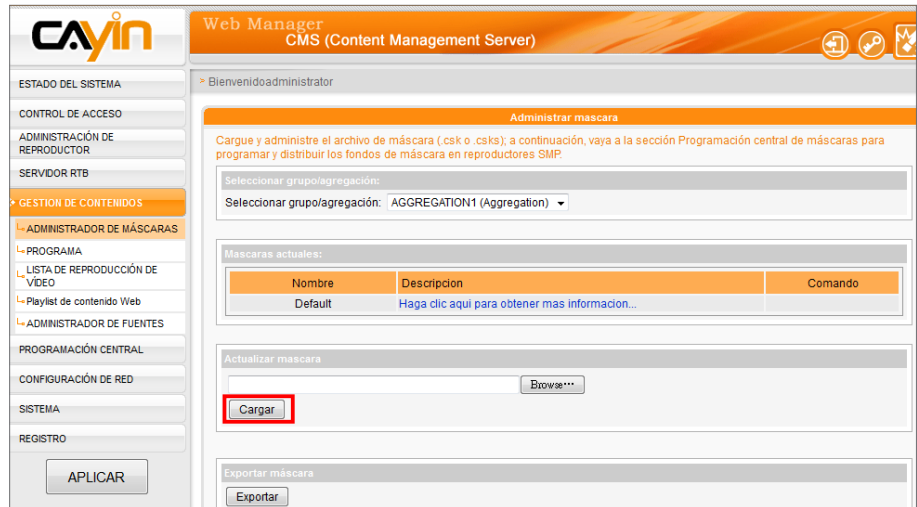 CAYIN
Web Manager
CMS (Content Management Server)
ESTADO DEL SISTEMA
CONTROL DE ACCESO
ADMINISTRACIÓN DE
REPRODUCTOR
SERVIDOR RTB
GESTION DE CONTENIDOS
ADMINISTRADOR DE MÁSCARAS
PROGRAMA
LISTA DE REPRODUCCIÓN DE
VÍDEO
Playlist de contenido Web
ADMINISTRADOR DE FUENTES
PROGRAMACIÓN CENTRAL
CONFIGURACIÓN DE RED
SISTEMA
REGISTRO
APLICAR
> Bienvenidoadministrator
Administrar mascara
Cargue y administre el archivo de máscara (.csk o .csks); a continuación, vaya a la sección Programación central de máscaras para
programar y distribuir los fondos de máscara en reproductores SMP.
Seleccionar grupo/agregación:
Seleccionar grupo/agregación: AGGREGATION1 (Aggregation)
Mascaras actuales:
Nombre Descripcion Comando
Default Haga clic aqui para obtener mas informacion...
Actualizar mascara
Browse...
Cargar
Exportar máscara
Exportar